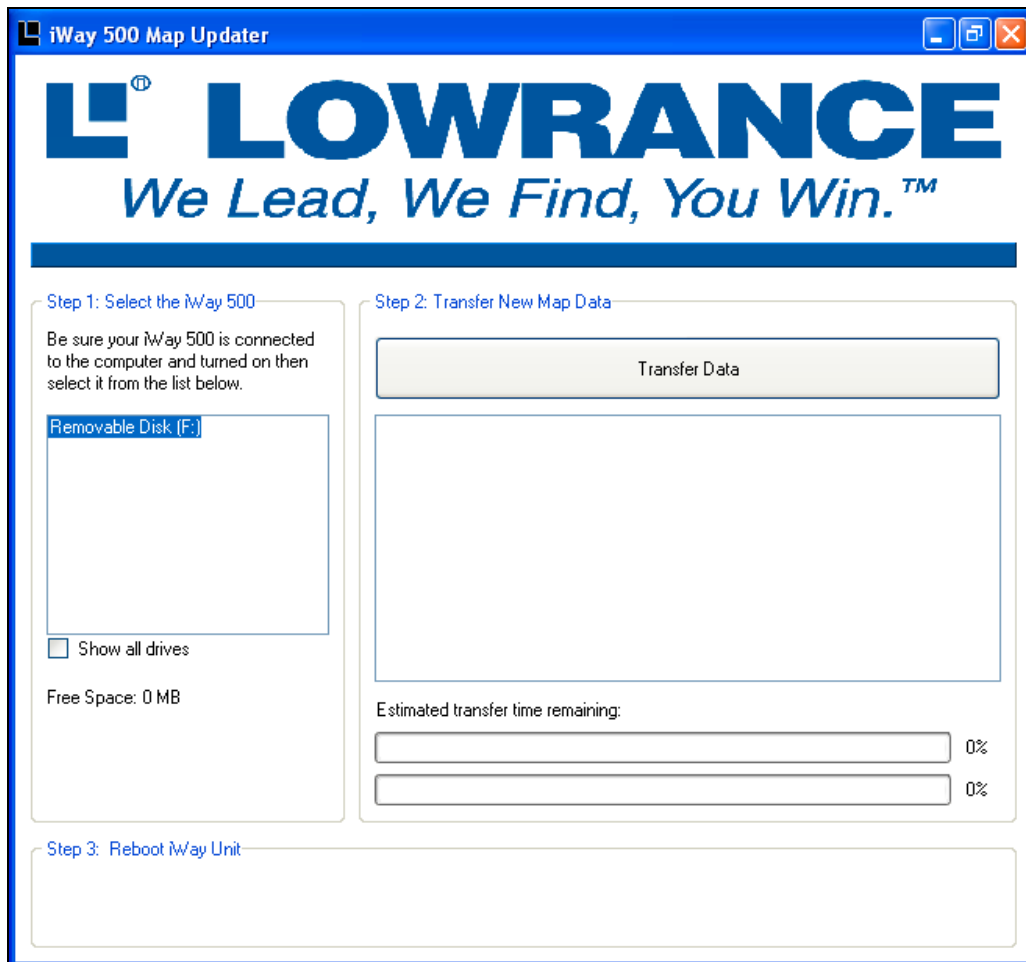 iWay 500 Map Updater
LOWRANCE®
We Lead, We Find, You Win.™
Step 1: Select the iWay 500
Be sure your iWay 500 is connected
to the computer and turned on then
select it from the list below.
Removable Disk (F:)
Show all drives
Free Space: 0 MB
Step 2: Transfer New Map Data
Transfer Data
Estimated transfer time remaining:
0%
0%
Step 3:  Reboot iWay Unit